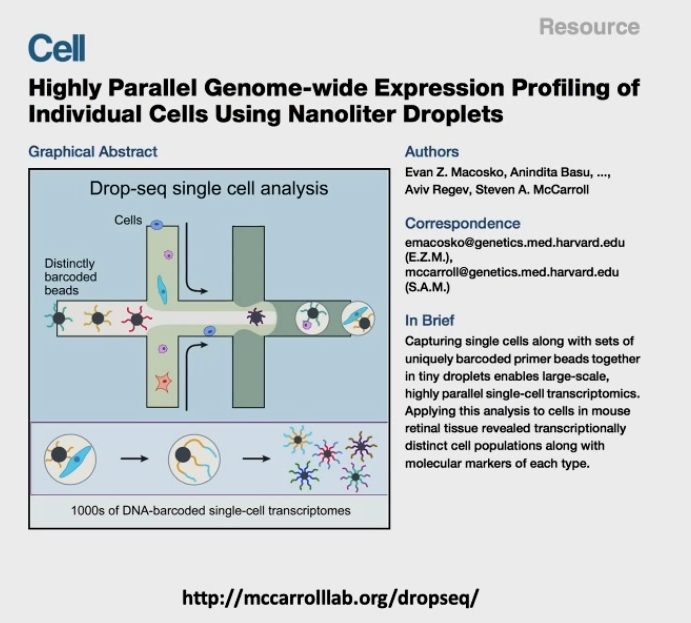 Resource
Cell
Highly Parallel Genome-wide Expression Profiling of
Individual Cells Using Nanoliter Droplets
Graphical Abstract
Drop-seq single cell analysis
Cells
Distinctly
barcoded
beads
1000s of DNA-barcoded single-cell transcriptomes
Authors
Evan Z. Macosko, Anindita Basu, ...,
Aviv Regev, Steven A. McCarroll
Correspondence
emacosko@genetics.med.harvard.edu
(E.Z.M.),
mccarroll@genetics.med.harvard.edu
(S.A.M.)
In Brief
Capturing single cells along with sets of
uniquely barcoded primer beads together
in tiny droplets enables large-scale,
highly parallel single-cell transcriptomics.
Applying this analysis to cells in mouse
retinal tissue revealed transcriptionally
distinct cell populations along with
molecular markers of each type.
http://mccarrolllab.org/dropseq/